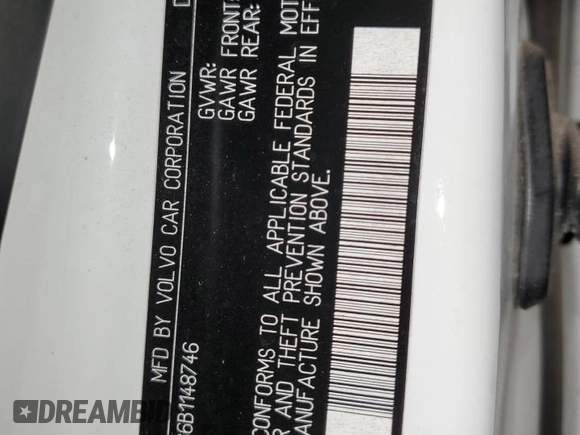 MFD BY VOLVO CAR CORPORATION
GVWR:
GAWR FRONT:
GAWR REAR:
6B1148746
CONFORMS TO ALL APPLICABLE FEDERAL MOT
AND THEFT PREVENTION STANDARDS IN EFF
MANUFACTURE SHOWN ABOVE.
DREAMBID